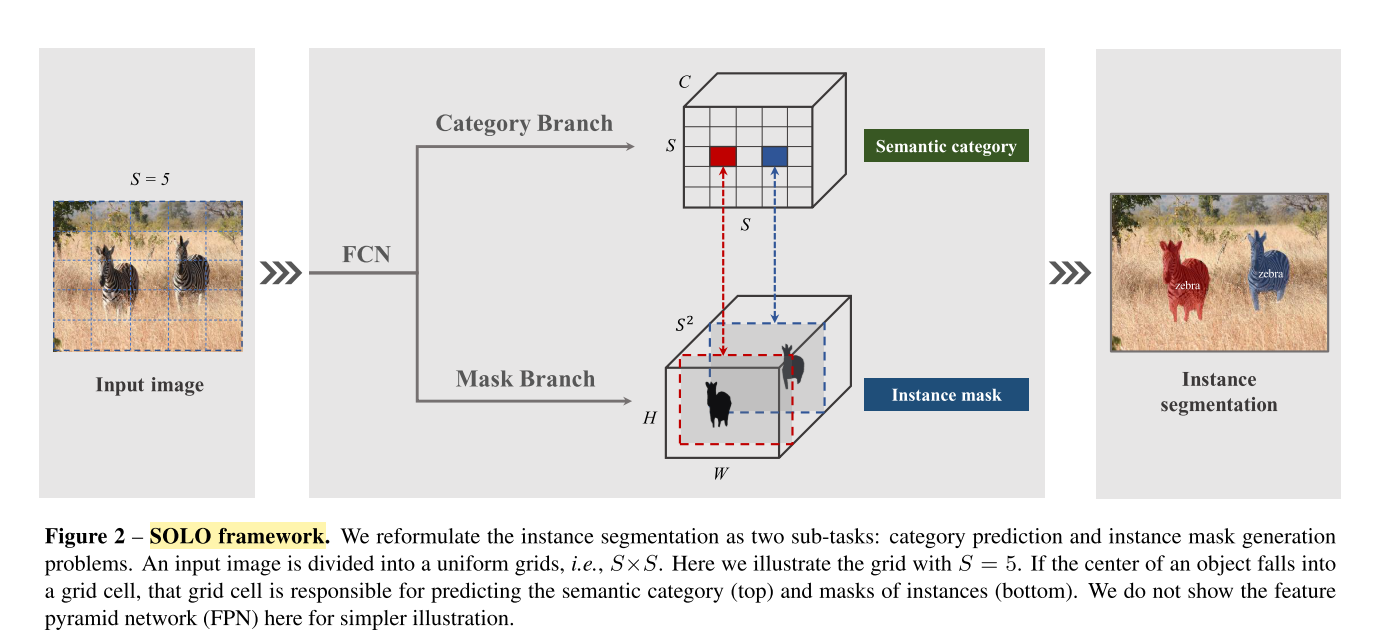 S = 5
Input image
FCN
Category Branch
Mask Branch
C
S
S
Semantic category
S²
H
W
Instance mask
zebra
zebra
Instance
segmentation
Figure 2 – SOLO framework. We reformulate the instance segmentation as two sub-tasks: category prediction and instance mask generation
problems. An input image is divided into a uniform grids, i.e., S×S. Here we illustrate the grid with S = 5. If the center of an object falls into
a grid cell, that grid cell is responsible for predicting the semantic category (top) and masks of instances (bottom). We do not show the feature
pyramid network (FPN) here for simpler illustration.